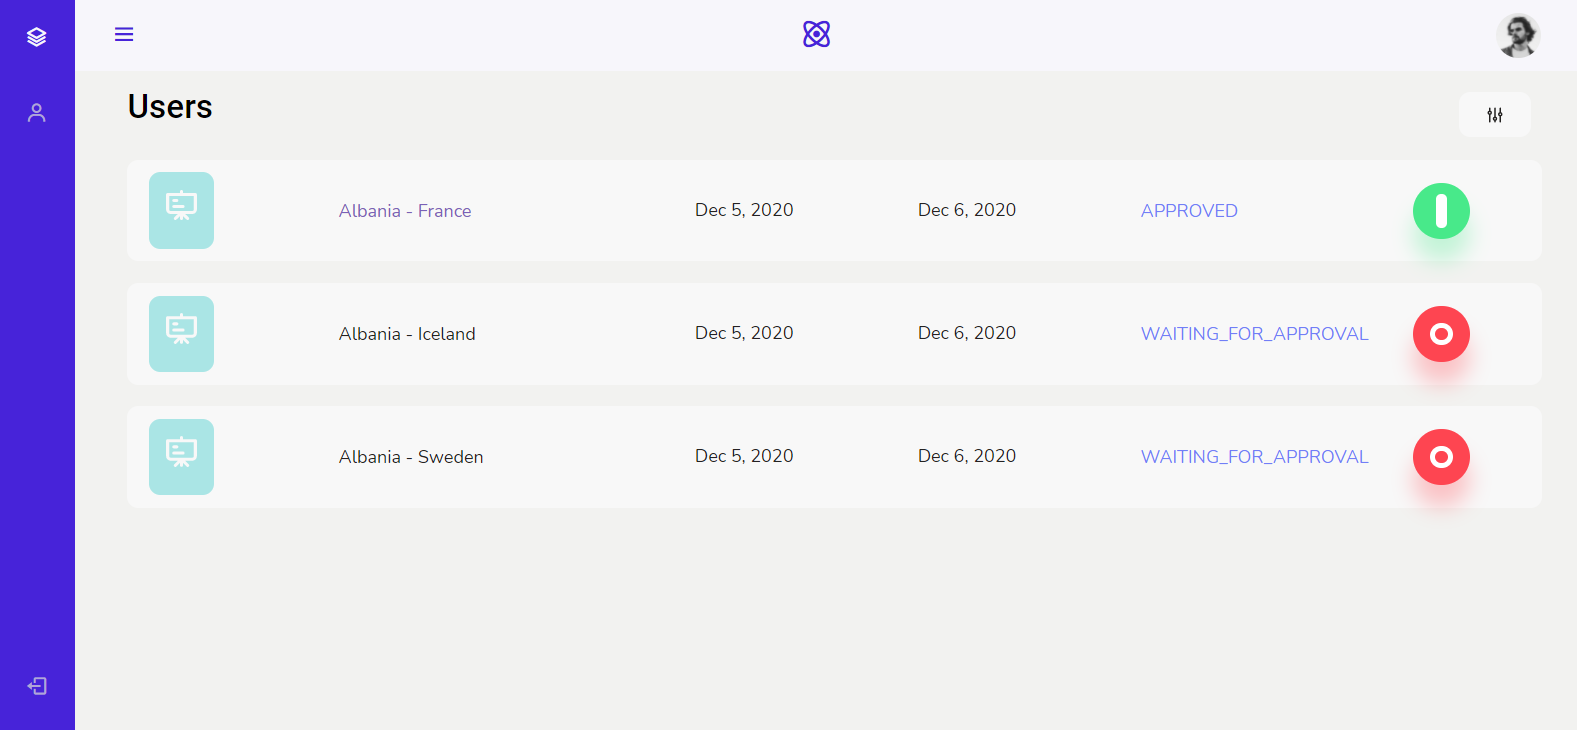 Users
Albania - France Dec 5, 2020 Dec 6, 2020 APPROVED
Albania - Iceland Dec 5, 2020 Dec 6, 2020 WAITING_FOR_APPROVAL
Albania - Sweden Dec 5, 2020 Dec 6, 2020 WAITING_FOR_APPROVAL